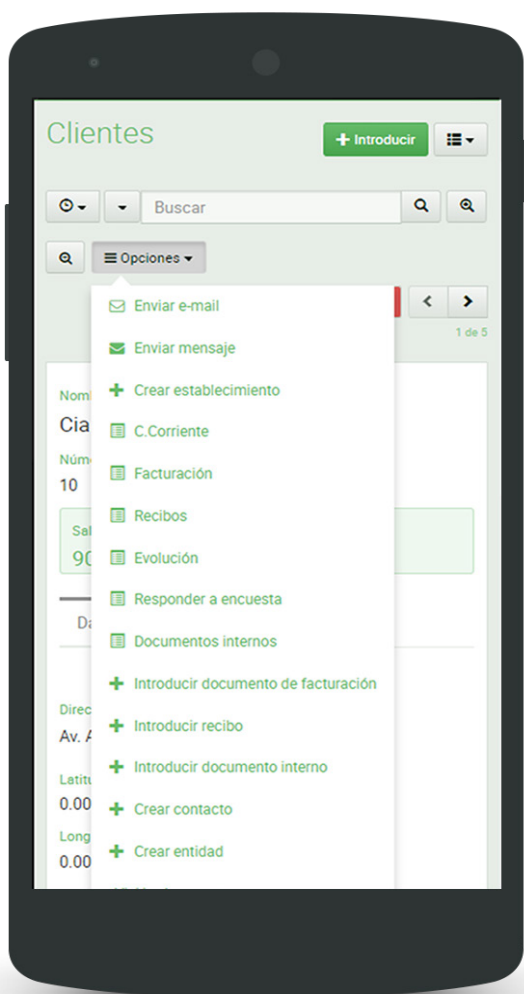 Clientes
Introducir
Buscar
Opciones
Enviar e-mail
1 de 5
Enviar mensaje
Crear establecimiento
Cia
C.Corriente
Facturación
10
Recibos
Evolución
90
Responder a encuesta
Documentos internos
Introducir documento de facturación
Av. A
Introducir recibo
Introducir documento interno
0.00
Crear contacto
Crear entidad
0.00